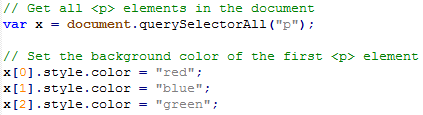 // Get all <p> elements in the document
var x = document.querySelectorAll("p");
// Set the background color of the first <p> element
x[0].style.color = "red";
x[1].style.color = "blue";
x[2].style.color = "green";